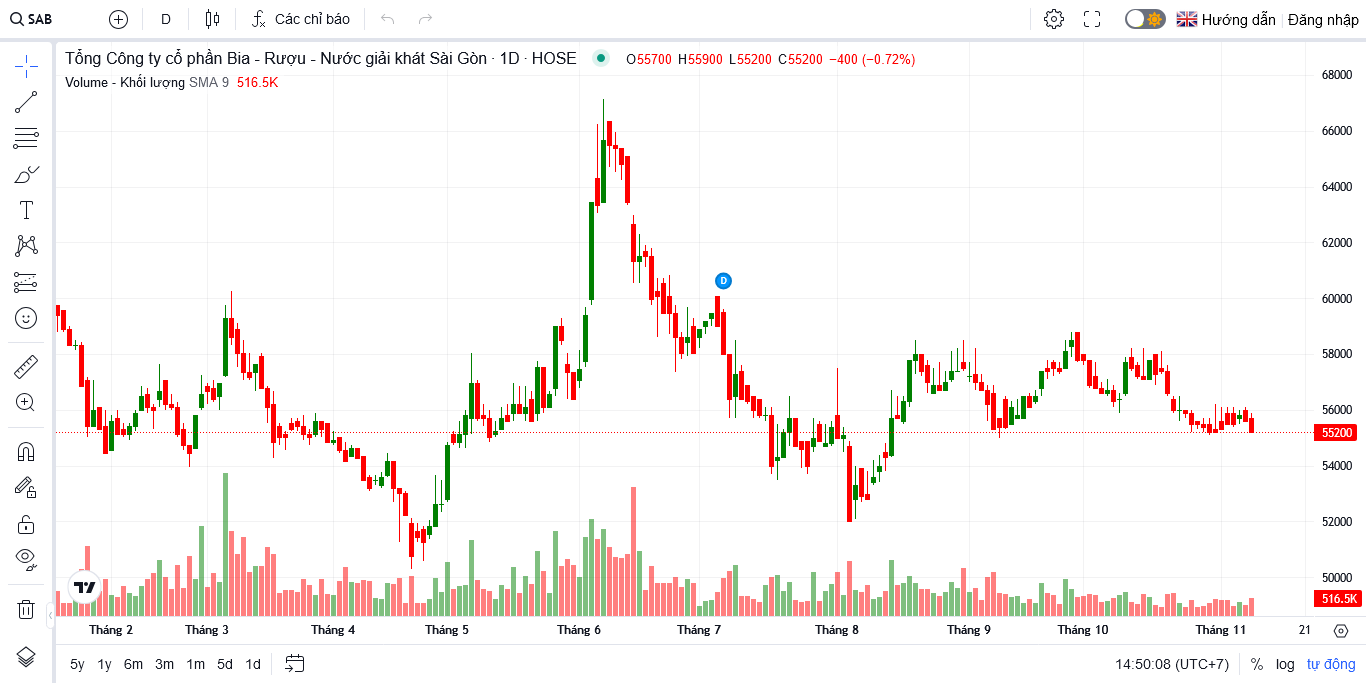 SAB D fx Các chỉ báo Hướng dẫn Đăng nhập
Tổng Công ty cổ phần Bia - Rượu - Nước giải khát Sài Gòn · 1D · HOSE O55700 H55900 L55200 C55200 −400 (−0.72%)
Volume - Khối lượng SMA 9 516.5K
68000
66000
64000
62000
D
60000
58000
56000
55200
54000
52000
50000
516.5K
Tháng 2 Tháng 3 Tháng 4 Tháng 5 Tháng 6 Tháng 7 Tháng 8 Tháng 9 Tháng 10 Tháng 11 21
5y 1y 6m 3m 1m 5d 1d 14:50:08 (UTC+7) % log tự động